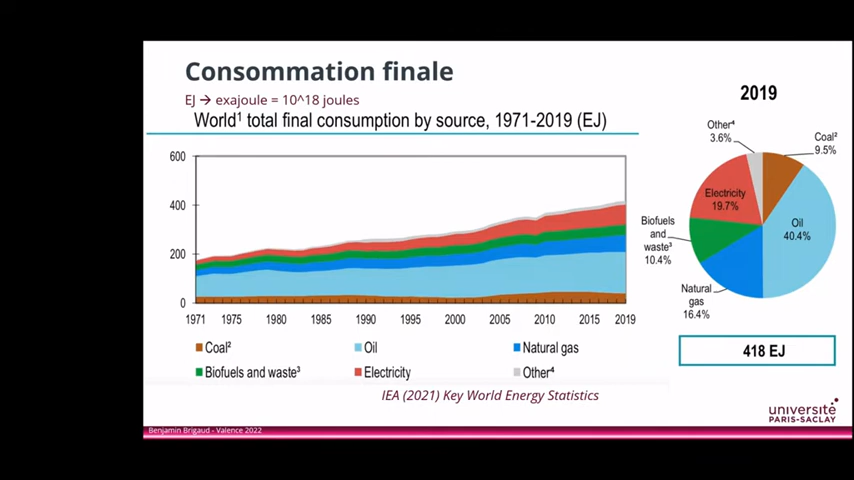 Consommation finale
EJ → exajoule = 10^18 joules
World¹ total final consumption by source, 1971-2019 (EJ)
600
400
200
0
1971 1975 1980 1985 1990 1995 2000 2005 2010 2015 2019
Coal² Oil Natural gas
Biofuels and waste³ Electricity Other⁴
IEA (2021) Key World Energy Statistics
2019
Other⁴
3.6%
Coal²
9.5%
Electricity
19.7%
Oil
40.4%
Biofuels
and
waste³
10.4%
Natural
gas
16.4%
418 EJ
université
PARIS-SACLAY
Benjamin Brigaud - Valence 2022